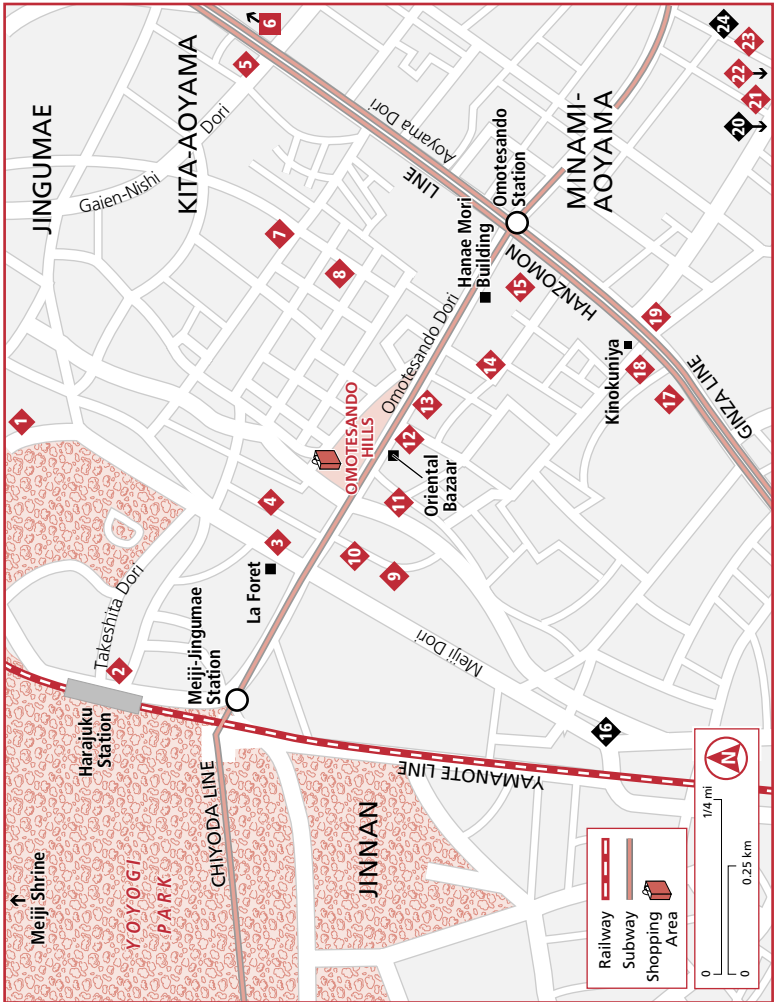 Meiji Shrine
YOYOGI
PARK
Harajuku
Station
2
Takeshita Dori
1
JINGUMAE
KITA-AOYAMA
Gaien-Nishi
Dori
5
6
Meiji-Jingumae
Station
La Foret
3
4
OMOTESANDO
HILLS
7
8
Aoyama Dori
LINE
CHIYODA LINE
10
9
11
12
13
Oriental
Bazaar
Omotesando Dori
14
Hanae Mori
Building
15
Omotesando
Station
HANZOMON
MINAMI-
AOYAMA
24
23
22
21
20
JINNAN
YAMANOTE LINE
Meiji Dori
16
Kinokuniya
18
17
19
GINZA LINE
Railway
Subway
Shopping
Area
0
1/4 mi
0
0.25 km
N